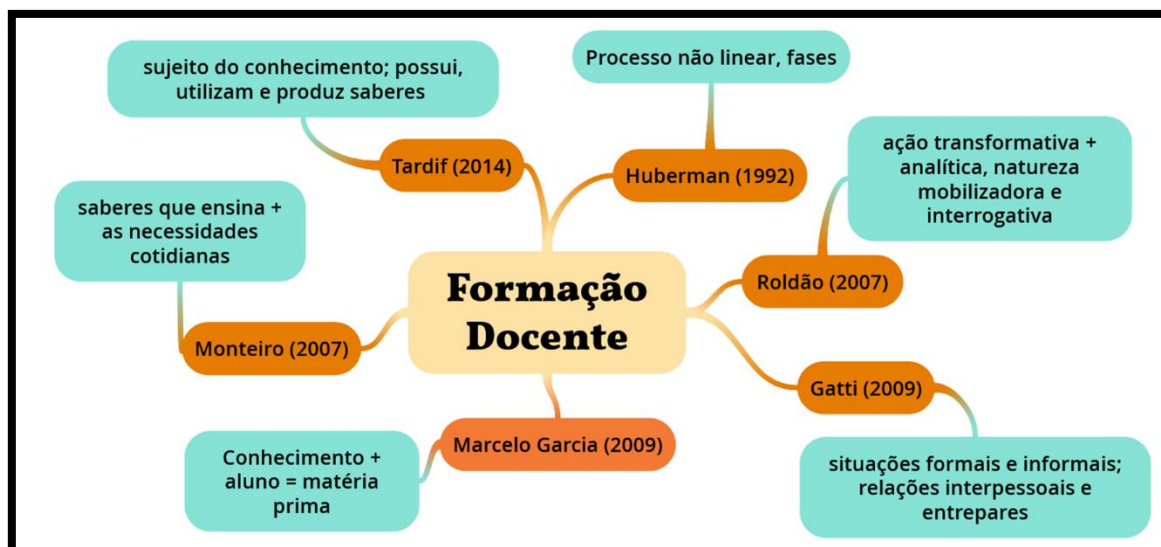 sujeito do conhecimento; possui,
utilizam e produz saberes
Tardif (2014)
Processo não linear, fases
Huberman (1992)
ação transformativa +
analítica, natureza
mobilizadora e
interrogativa
Roldão (2007)
saberes que ensina +
as necessidades
cotidianas
Monteiro (2007)
Formação
Docente
Gatti (2009)
situações formais e informais;
relações interpessoais e
entrepares
Marcelo Garcia (2009)
Conhecimento +
aluno = matéria
prima